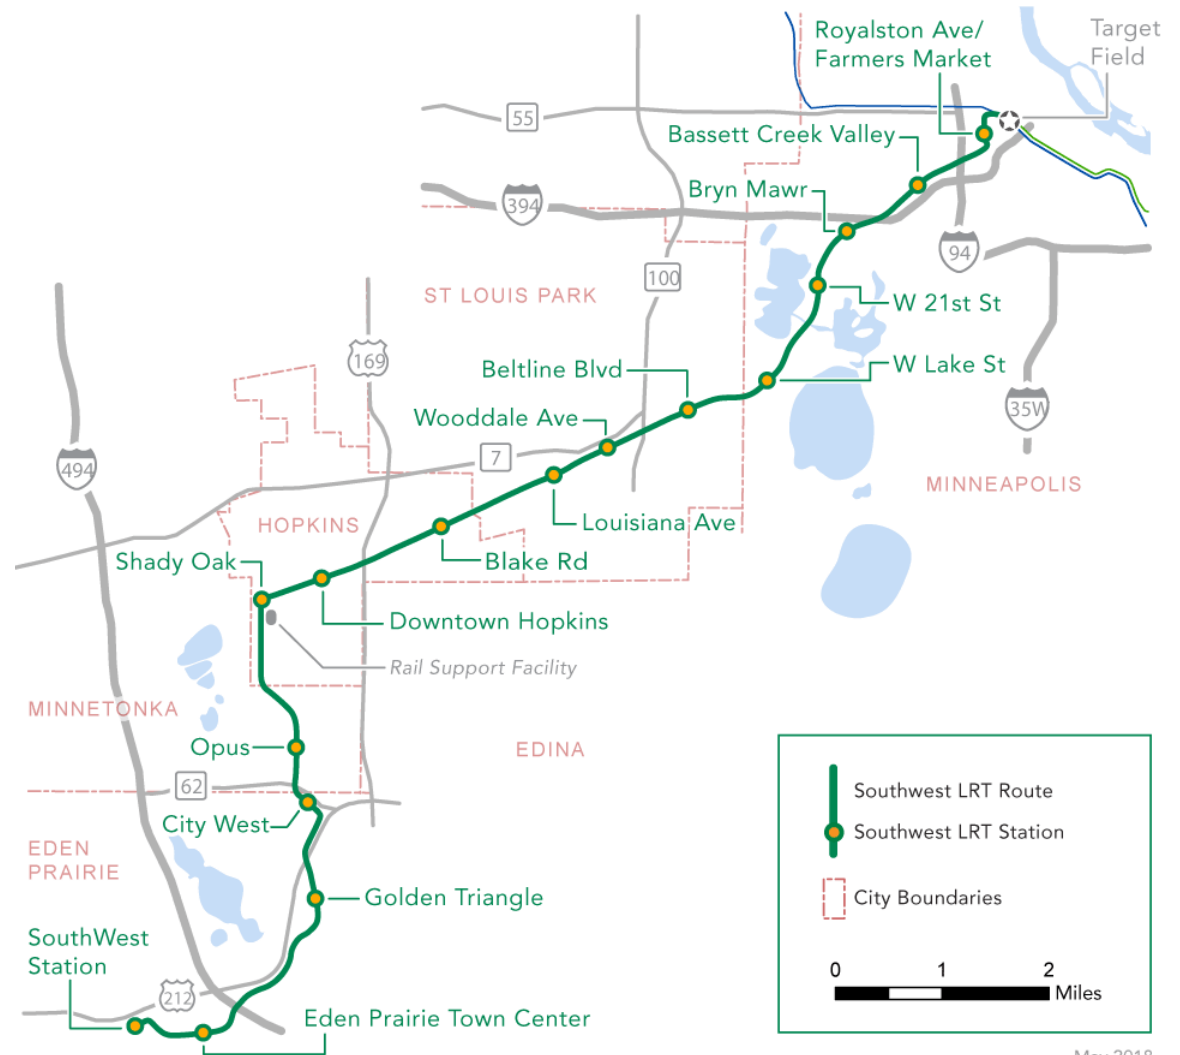 Royalston Ave/
Farmers Market
Target
Field
55
Bassett Creek Valley
Bryn Mawr
394
94
100
ST LOUIS PARK
W 21st St
169
Beltline Blvd
W Lake St
35W
Wooddale Ave
7
494
MINNEAPOLIS
HOPKINS
Louisiana Ave
Shady Oak
Blake Rd
Downtown Hopkins
Rail Support Facility
MINNETONKA
Opus
EDINA
62
City West
EDEN
PRAIRIE
Golden Triangle
SouthWest
Station
212
Eden Prairie Town Center
Southwest LRT Route
Southwest LRT Station
City Boundaries
0 1 2
Miles
May 2018